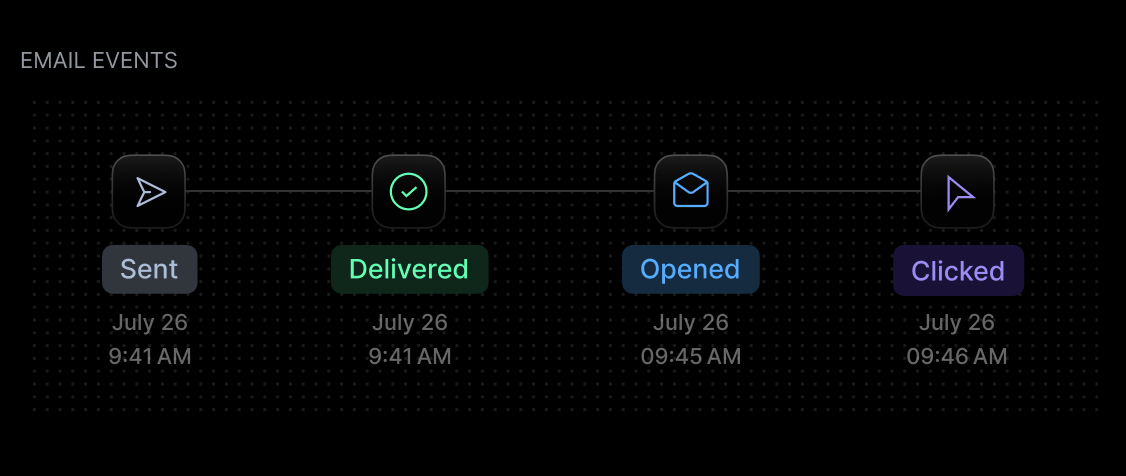 EMAIL EVENTS
Sent
July 26
9:41 AM
Delivered
July 26
9:41 AM
Opened
July 26
09:45 AM
Clicked
July 26
09:46 AM